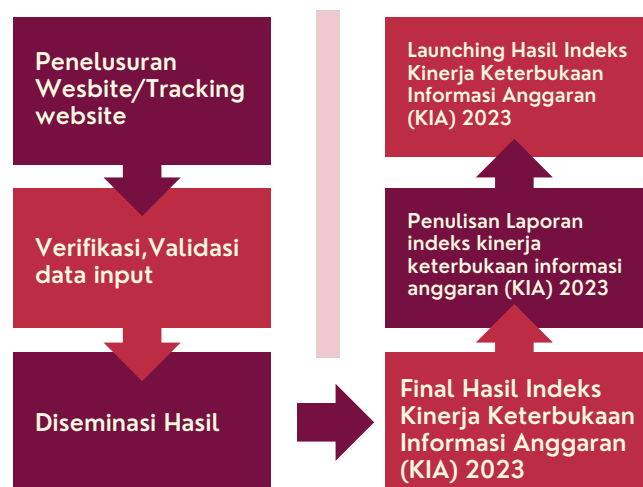 Penelusuran
Wesbite/Tracking
website
Verifikasi,Validasi
data input
Diseminasi Hasil
Final Hasil Indeks
Kinerja Keterbukaan
Informasi Anggaran
(KIA) 2023
Penulisan Laporan
indeks kinerja
keterbukaan informasi
anggaran (KIA) 2023
Launching Hasil Indeks
Kinerja Keterbukaan
Informasi Anggaran
(KIA) 2023